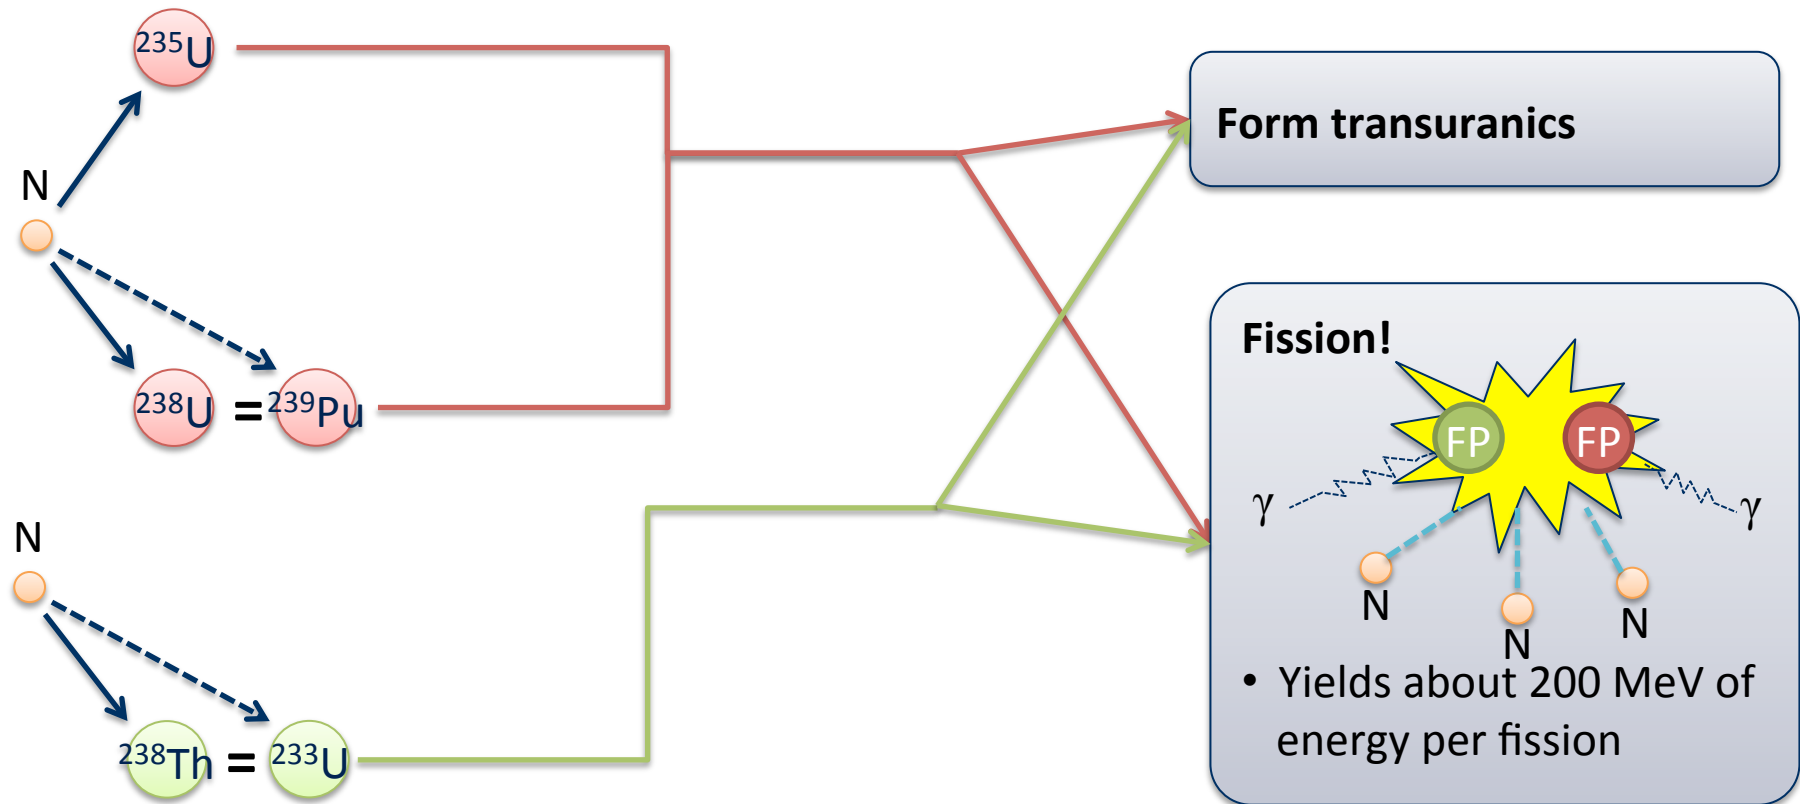 ²³⁵U
N
²³⁸U = ²³⁹Pu
N
²³⁸Th = ²³³U
Form transuranics
Fission!
FP FP
γ γ
N N N
• Yields about 200 MeV of
energy per fission